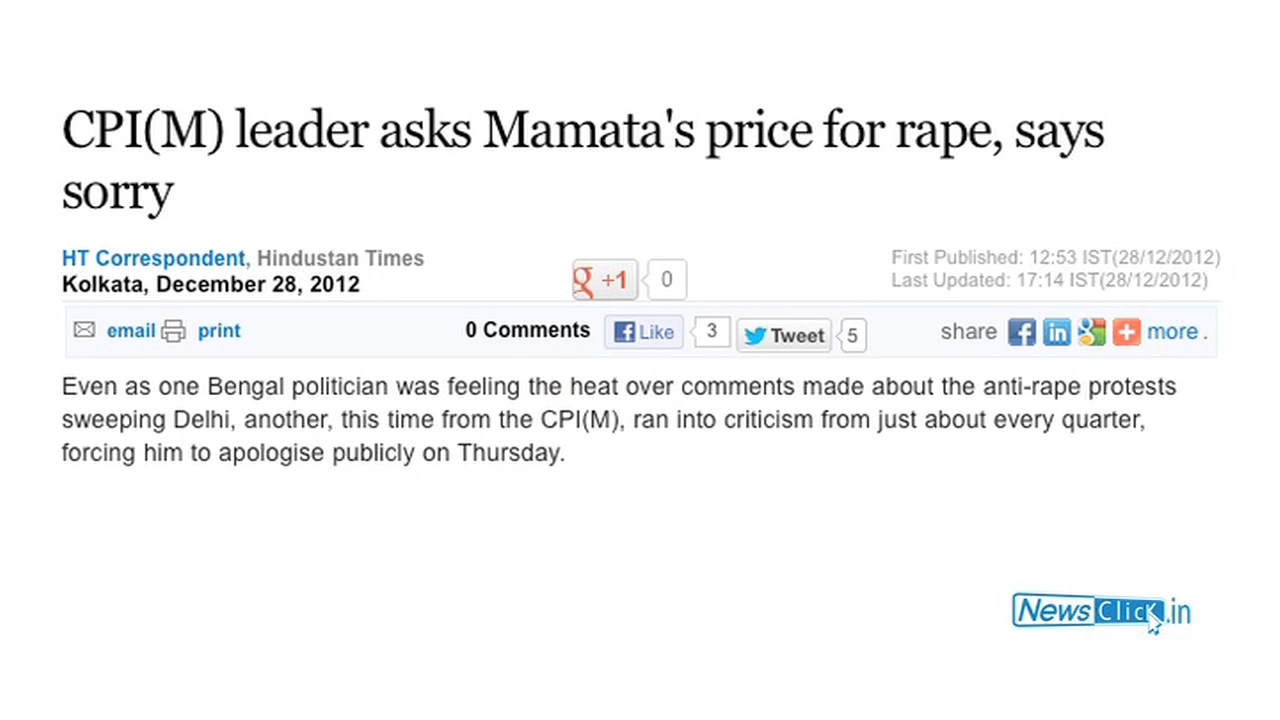 CPI(M) leader asks Mamata's price for rape, says
sorry
HT Correspondent, Hindustan Times
Kolkata, December 28, 2012
g +1 0
First Published: 12:53 IST(28/12/2012)
Last Updated: 17:14 IST(28/12/2012)
email print 0 Comments Like 3 Tweet 5 share more .
Even as one Bengal politician was feeling the heat over comments made about the anti-rape protests
sweeping Delhi, another, this time from the CPI(M), ran into criticism from just about every quarter,
forcing him to apologise publicly on Thursday.
NewsClick.in